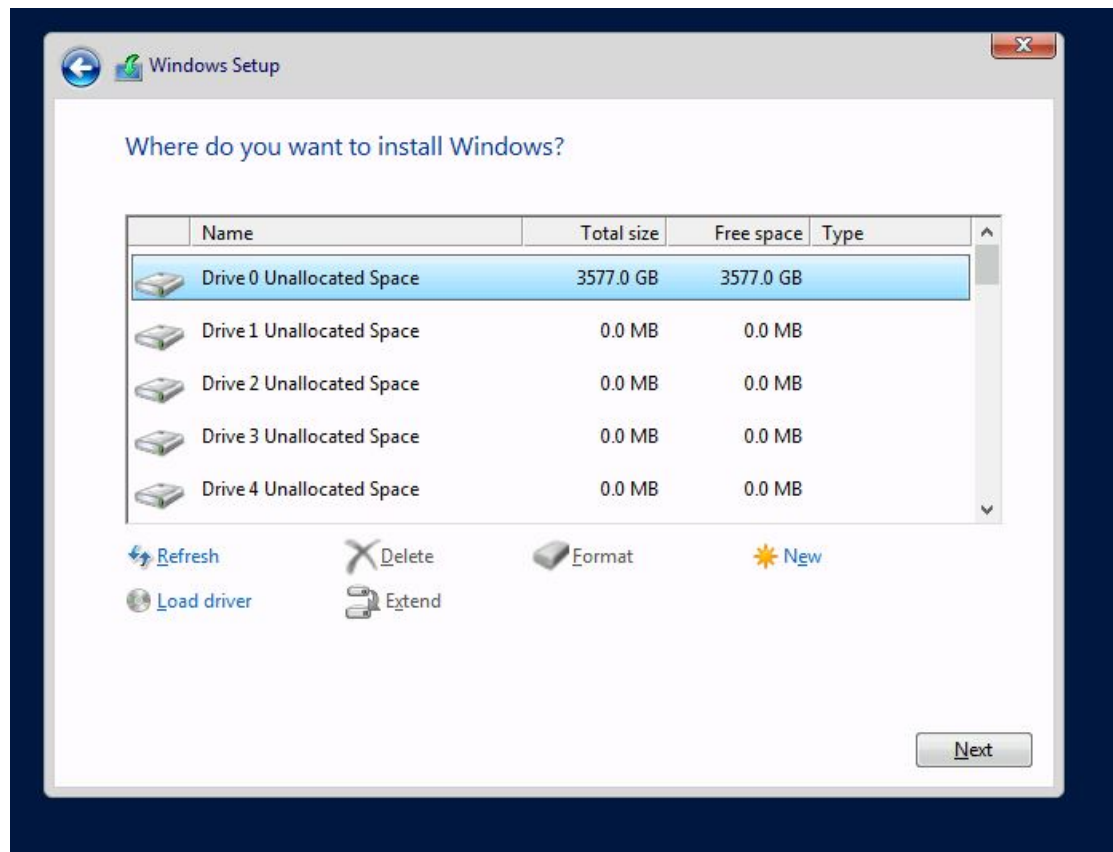 Windows Setup
x
Where do you want to install Windows?
Name Total size Free space Type
Drive 0 Unallocated Space 3577.0 GB 3577.0 GB
Drive 1 Unallocated Space 0.0 MB 0.0 MB
Drive 2 Unallocated Space 0.0 MB 0.0 MB
Drive 3 Unallocated Space 0.0 MB 0.0 MB
Drive 4 Unallocated Space 0.0 MB 0.0 MB
Refresh Delete Format New
Load driver Extend
Next